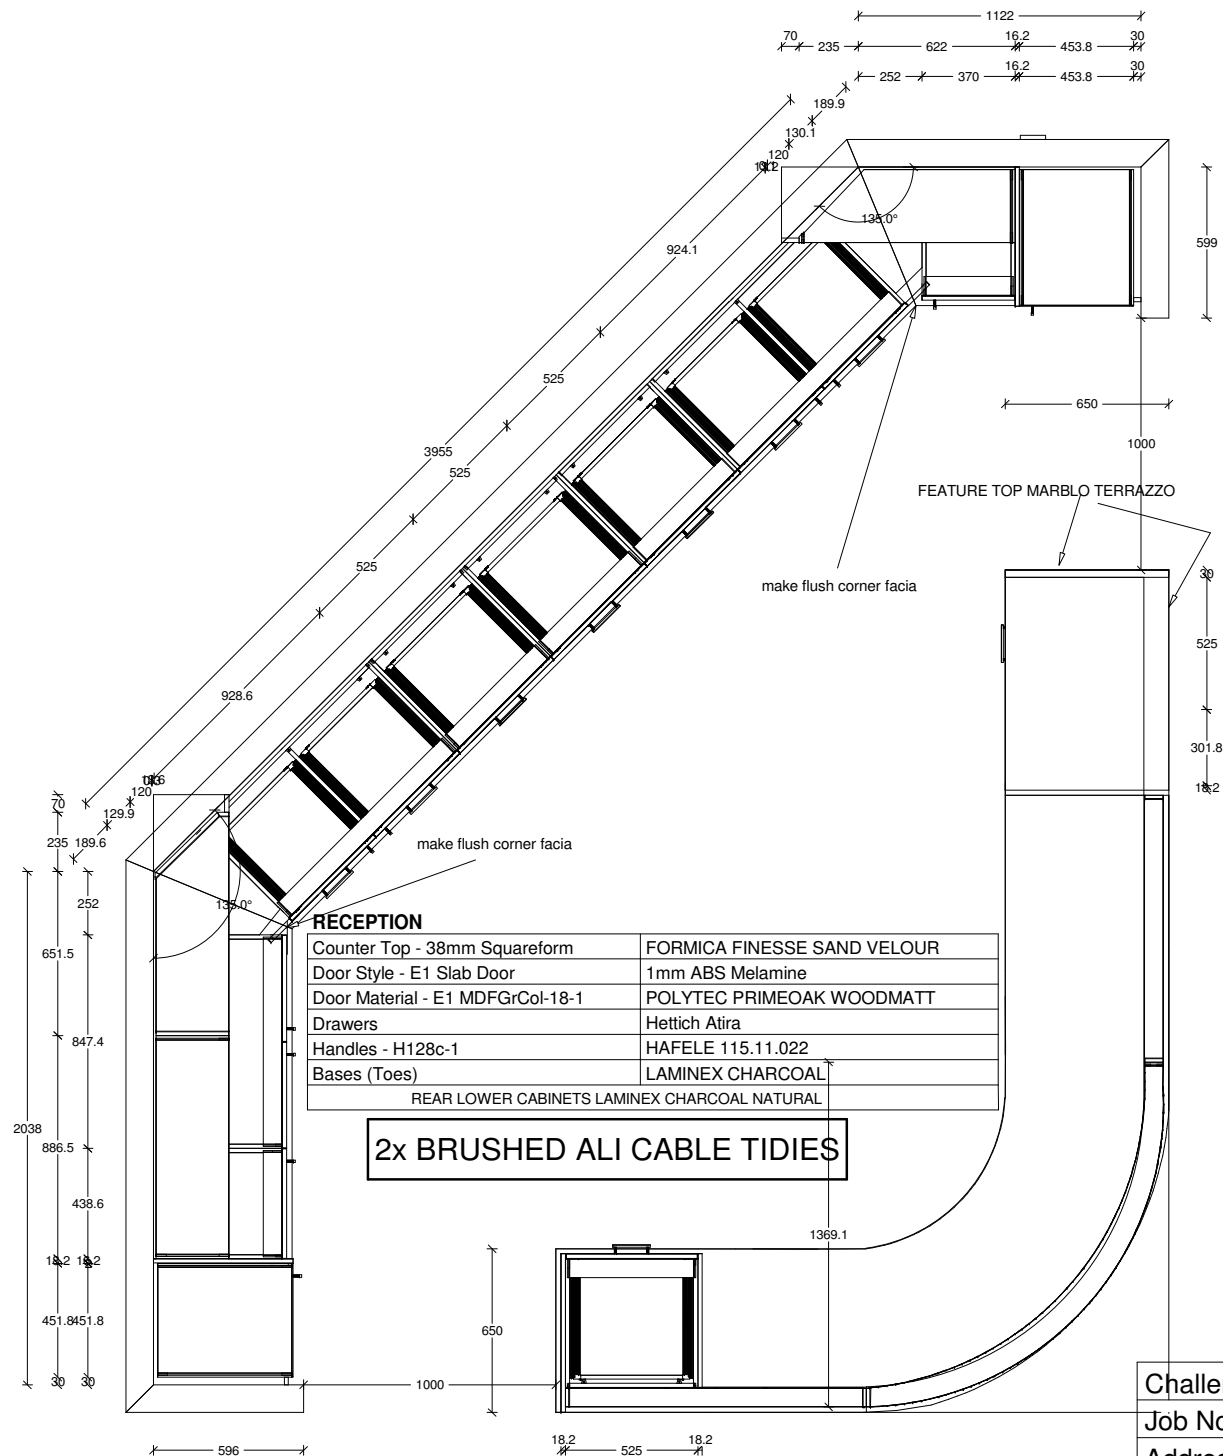 1122
70 235 622 16.2 453.8 30
252 370 16.2 453.8 30
189.9
130.1
120
135.0°
599
924.1
525
650
3955
1000
525
FEATURE TOP MARBLO TERRAZZO
525
30
make flush corner facia
525
928.6
301.8
18.2
120
70
129.9
235
189.6
make flush corner facia
252
135.0°
RECEPTION
Counter Top - 38mm Squareform FORMICA FINESSE SAND VELOUR
Door Style - E1 Slab Door 1mm ABS Melamine
Door Material - E1 MDFGrCol-18-1 POLYTEC PRIMEOAK WOODMATT
Drawers Hettich Atira
Handles - H128c-1 HAFELE 115.11.022
Bases (Toes) LAMINEX CHARCOAL
REAR LOWER CABINETS LAMINEX CHARCOAL NATURAL
651.5
847.4
2038
886.5
2x BRUSHED ALI CABLE TIDIES
438.6
1369.1
18.2 18.2
451.8 451.8
650
30 30
1000
Challe
Job No
Addres
596
18.2 525 18.2